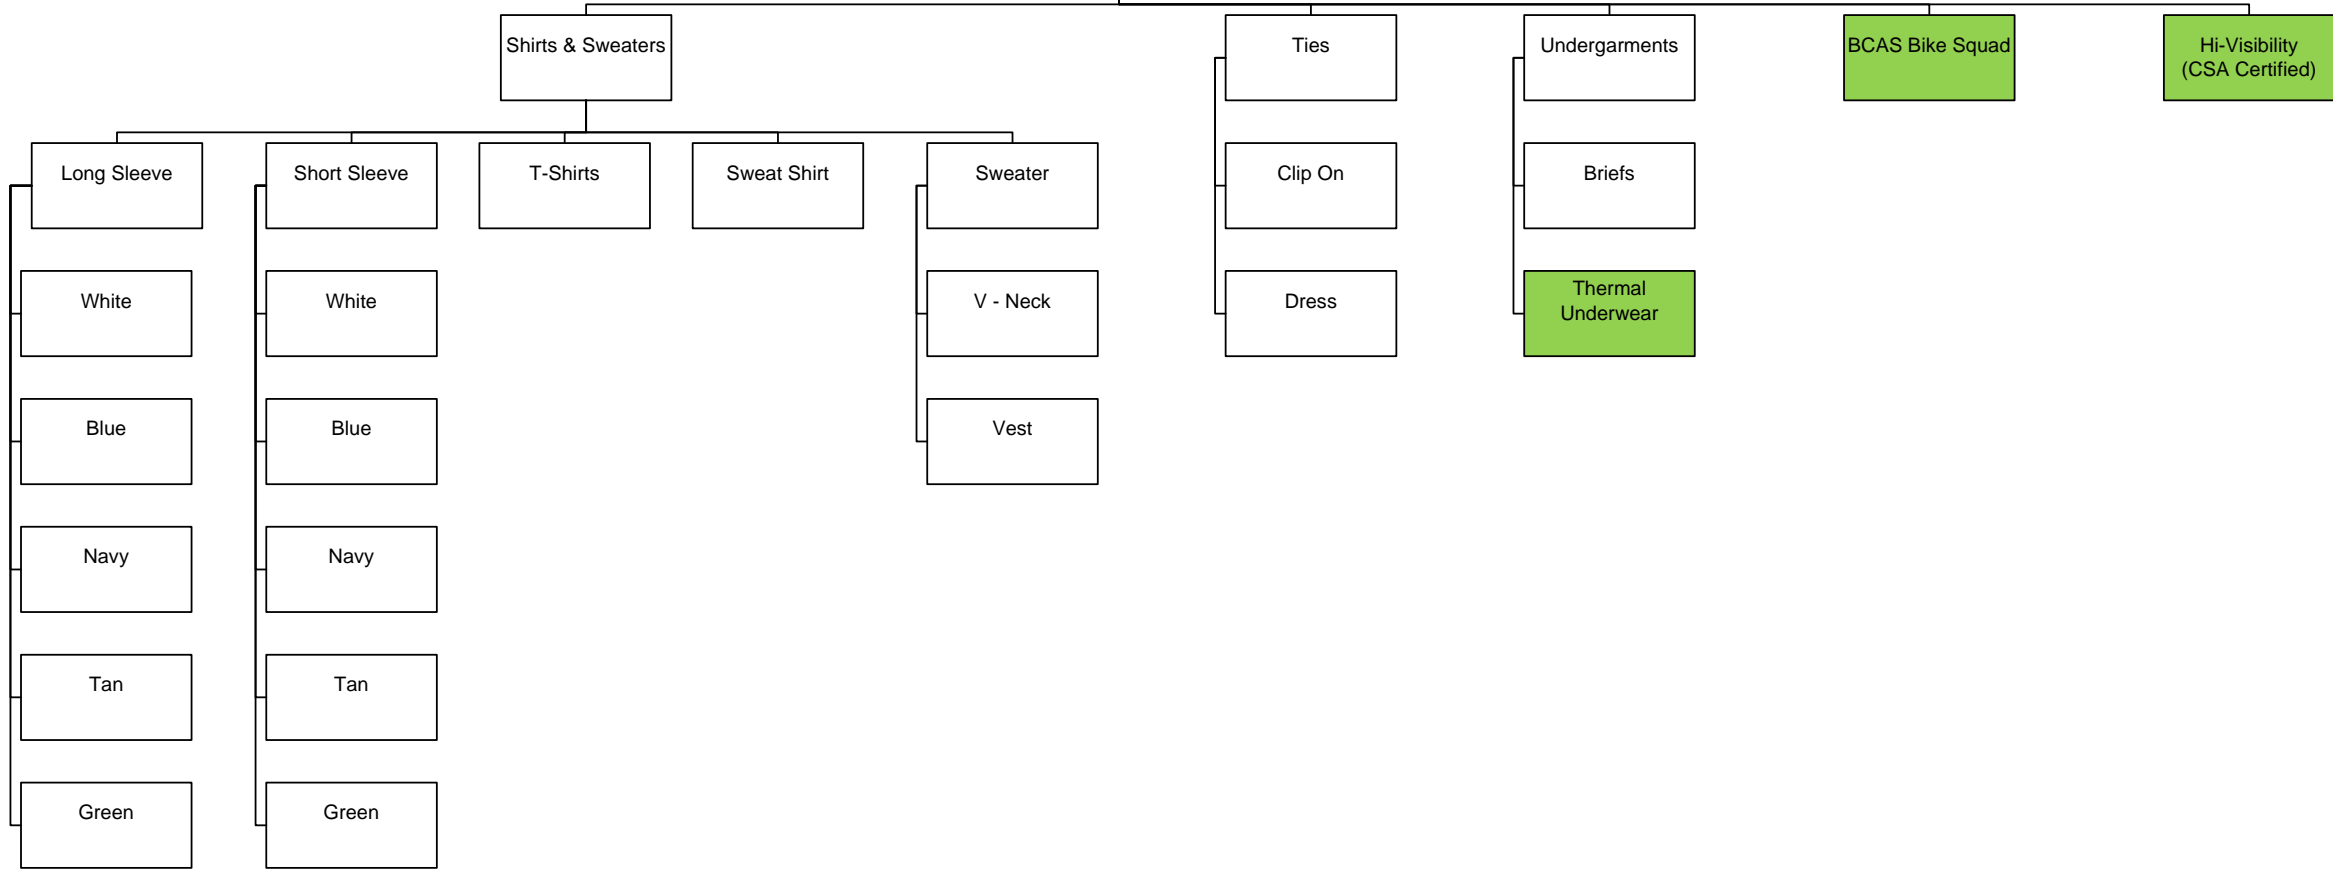 Shirts & Sweaters
Ties
Undergarments
BCAS Bike Squad
Hi-Visibility
(CSA Certified)
Long Sleeve
Short Sleeve
T-Shirts
Sweat Shirt
Sweater
Clip On
Briefs
White
White
V - Neck
Dress
Thermal
Underwear
Blue
Blue
Vest
Navy
Navy
Tan
Tan
Green
Green